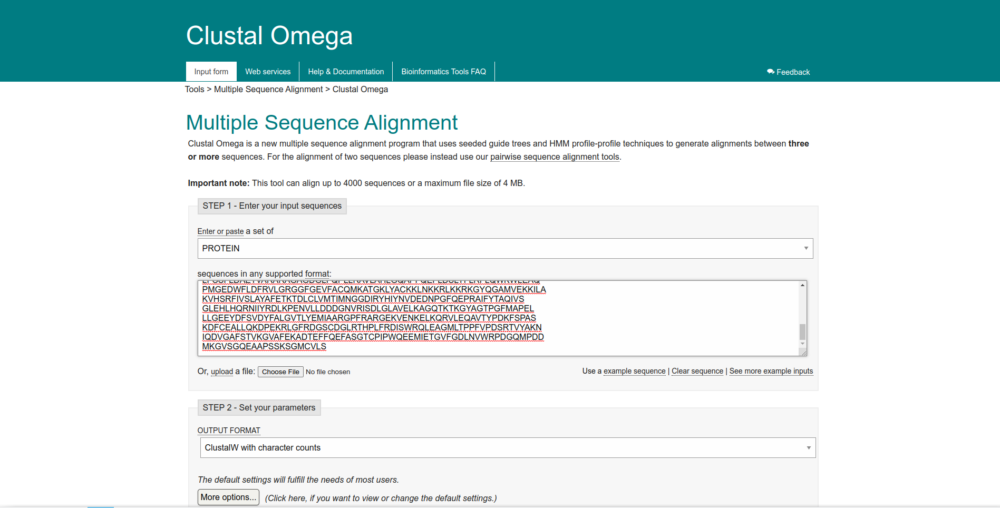 Clustal Omega
Input form
Web services
Help & Documentation
Bioinformatics Tools FAQ
Feedback
Tools > Multiple Sequence Alignment > Clustal Omega
Multiple Sequence Alignment
Clustal Omega is a new multiple sequence alignment program that uses seeded guide trees and HMM profile-profile techniques to generate alignments between three
or more sequences. For the alignment of two sequences please instead use our pairwise sequence alignment tools.
Important note: This tool can align up to 4000 sequences or a maximum file size of 4 MB.
STEP 1 - Enter your input sequences
Enter or paste a set of
PROTEIN
sequences in any supported format:
PMGEDWFLDFRVLGRGGFGEVFACQMKATGKLYACKKLNKKRLKKRKGYQGAMVEKKILA
KVHSRFIVSLAYAFETKTDLCLVMTIMNGGDIRYHIYNVDEDNPGFQEPRAIFYTAQIVS
GLEHLHQRNIIYRDLKPENVLLDDDGNVRISDLGLAVELKAGQTKTKGYAGTPGFMAPEL
LLGEEYDFSVDYFALGVTLYEMIAARGPFRARGEKVENKELKQRVLEQAVTYPDKFSPAS
KDFCEALLQKDPEKRLGFRDGSCDGLRTHPLFRDISWRQLEAGMLTPPFVPDSRTVYAKN
IQDVGAFSTVKGVAFEKADTEFFQEFASGTCPIPWQEEMIETGVFGDLNVWRPDGQMPDD
MKGVSGQEAAPSSKSGMCVLS
Or, upload a file: Choose File No file chosen
Use a example sequence | Clear sequence | See more example inputs
STEP 2 - Set your parameters
OUTPUT FORMAT
ClustalW with character counts
The default settings will fulfill the needs of most users.
More options... (Click here, if you want to view or change the default settings.)